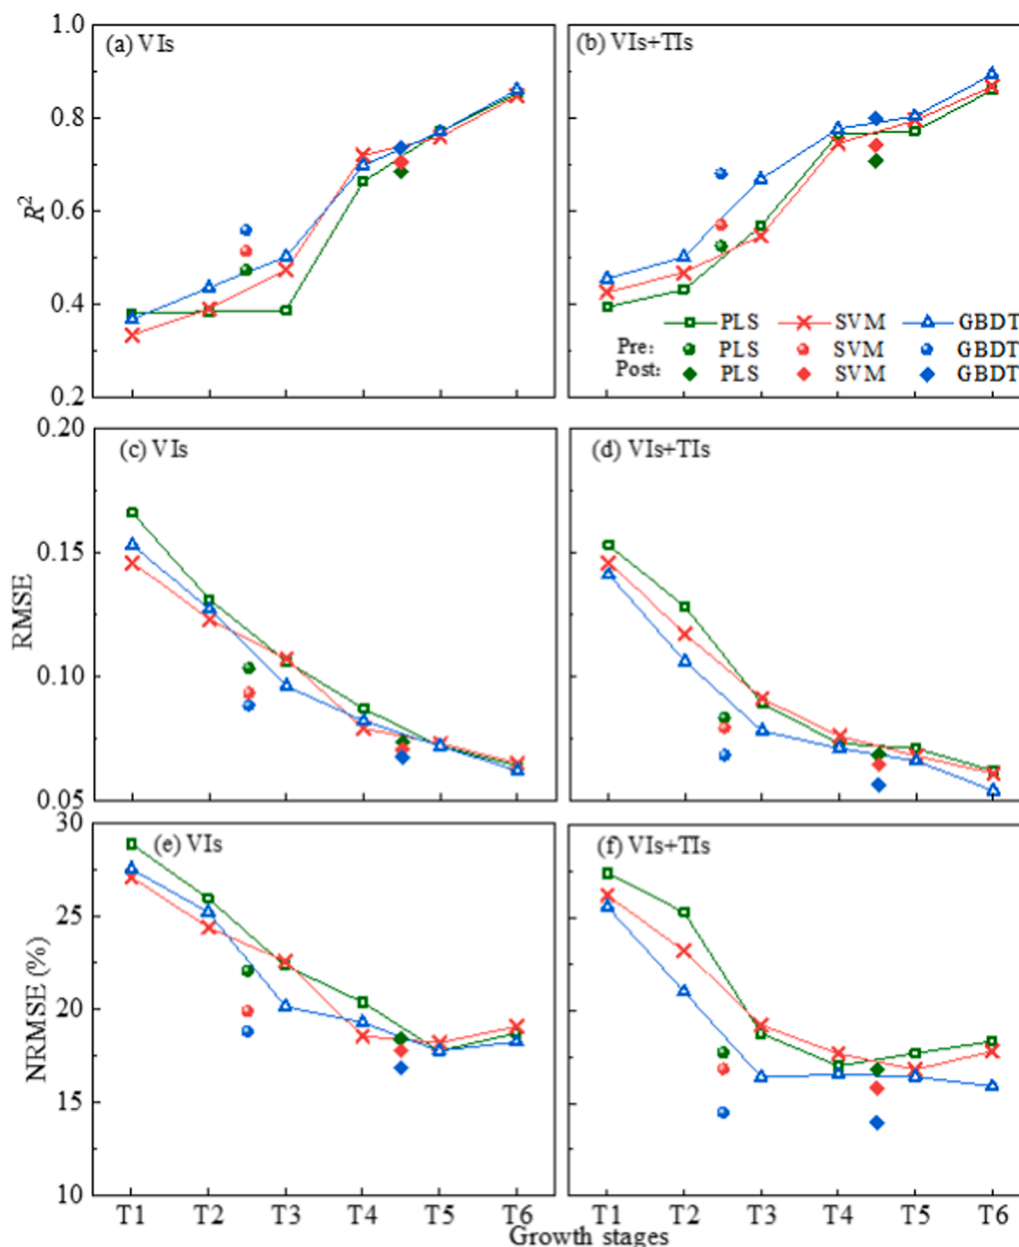 (a) VIs
(b) VIs+TIs
1.0
0.8
0.6
0.4
0.2
R²
PLS SVM GBDT
Pre: PLS SVM GBDT
Post: PLS SVM GBDT
(c) VIs
(d) VIs+TIs
0.20
0.15
0.10
0.05
RMSE
(e) VIs
(f) VIs+TIs
30
25
20
15
10
NRMSE (%)
T1 T2 T3 T4 T5 T6 T1 T2 T3 T4 T5 T6
Growth stages